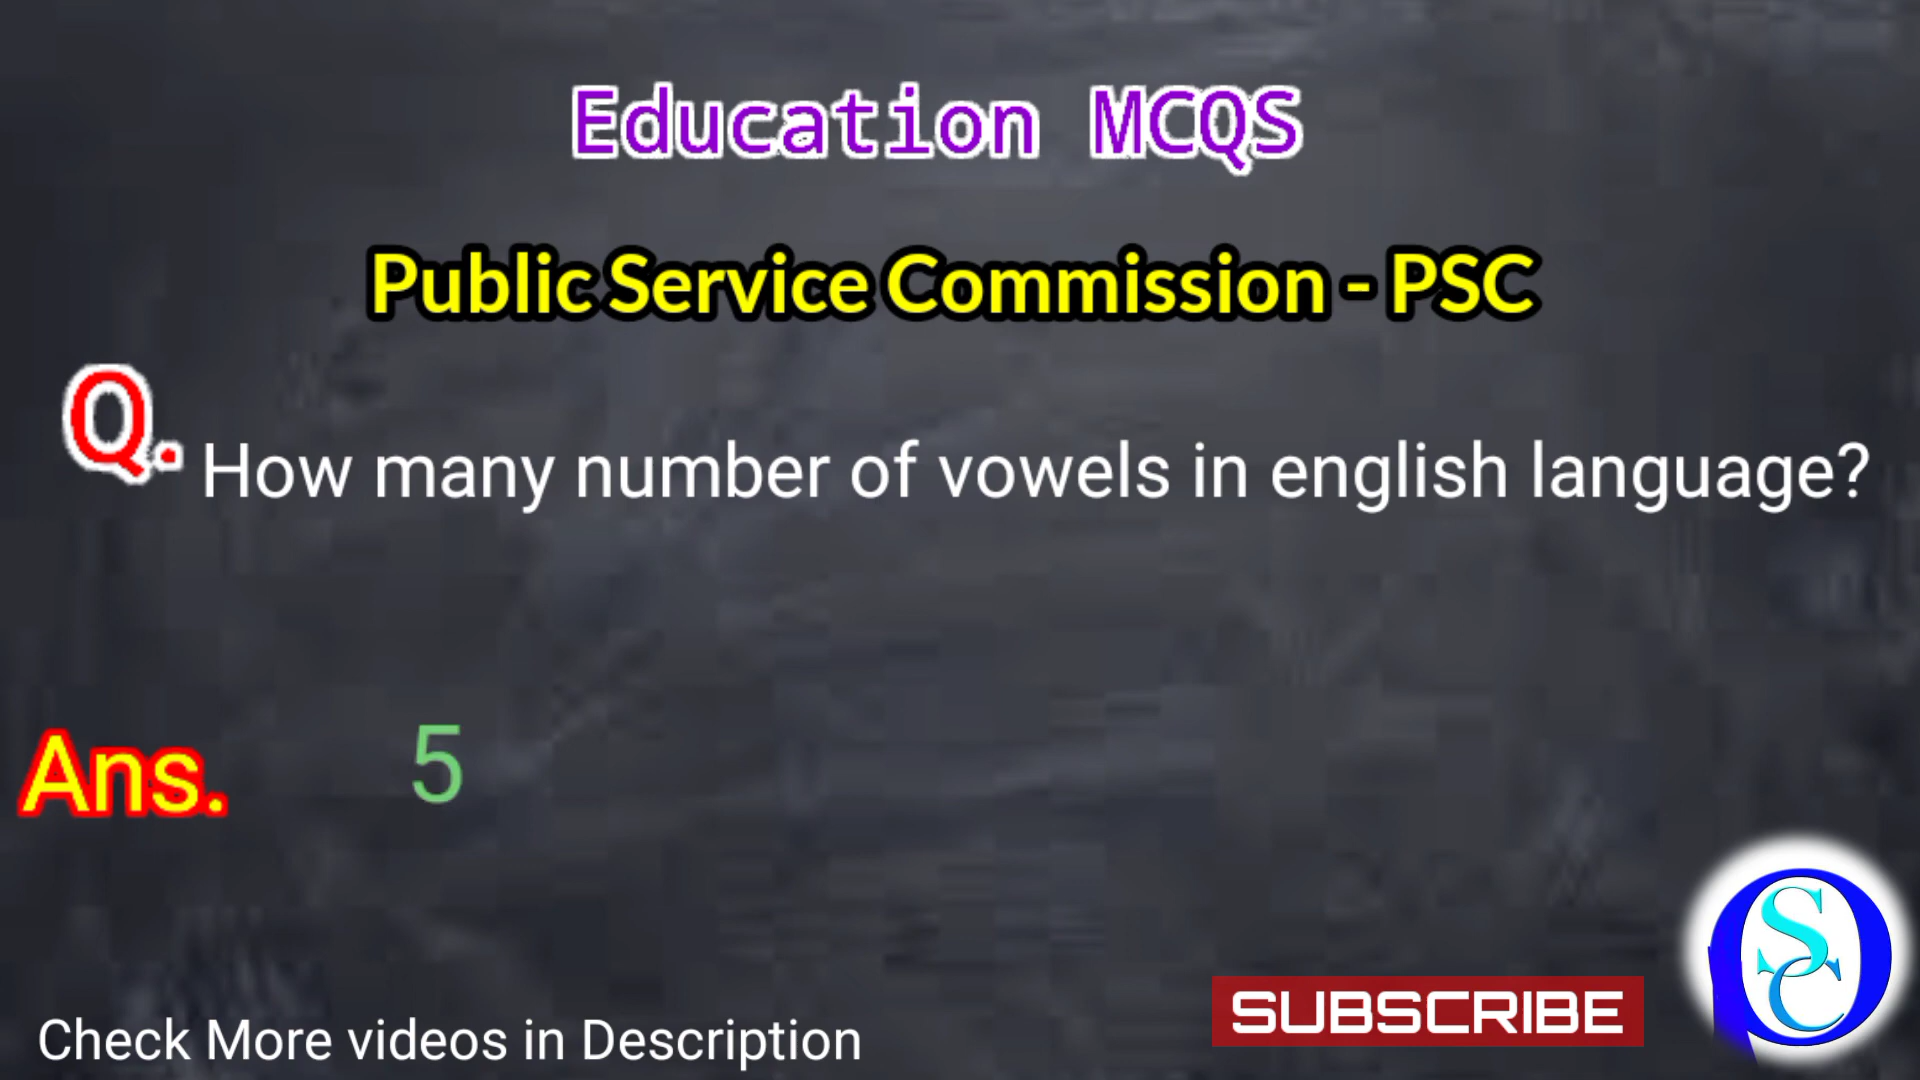 Education MCQS
Public Service Commission - PSC
Q. How many number of vowels in english language?
Ans. 5
Check More videos in Description
SUBSCRIBE